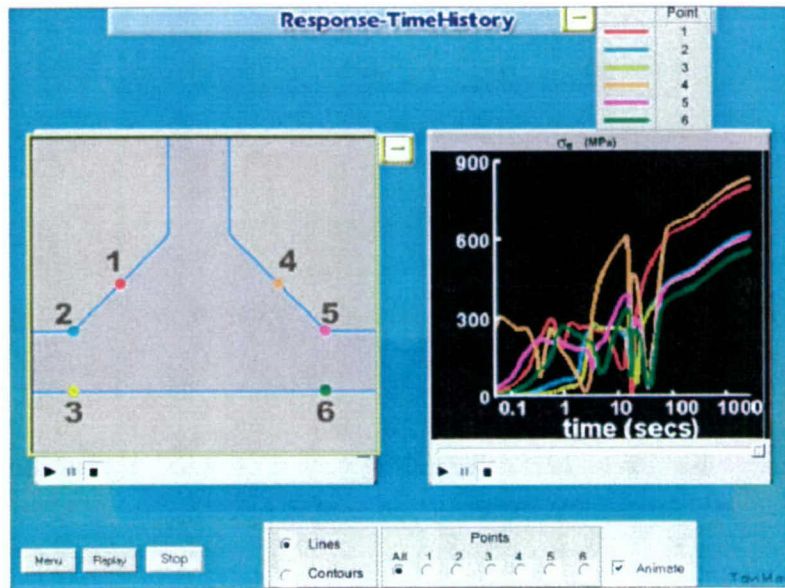 Response-TimeHistory
Point
1
2
3
4
5
6
1
4
2
5
3
6
σe (MPa)
900
600
300
0
0.1 1 10 100 1000
time (secs)
Menu Replay Stop
Lines
Contours
Points
All 1 2 3 4 5 6
Animate